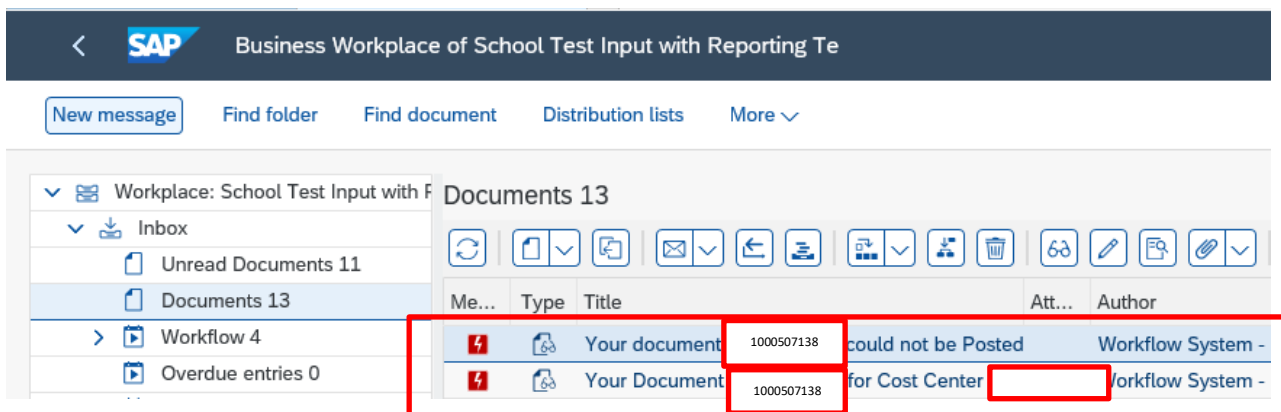 SAP Business Workplace of School Test Input with Reporting Te
New message Find folder Find document Distribution lists More
Workplace: School Test Input with R
Inbox
Unread Documents 11
Documents 13
Workflow 4
Overdue entries 0
Documents 13
Me... Type Title Att... Author
Your document 1000507138 could not be Posted Workflow System -
Your Document 1000507138 for Cost Center Workflow System -